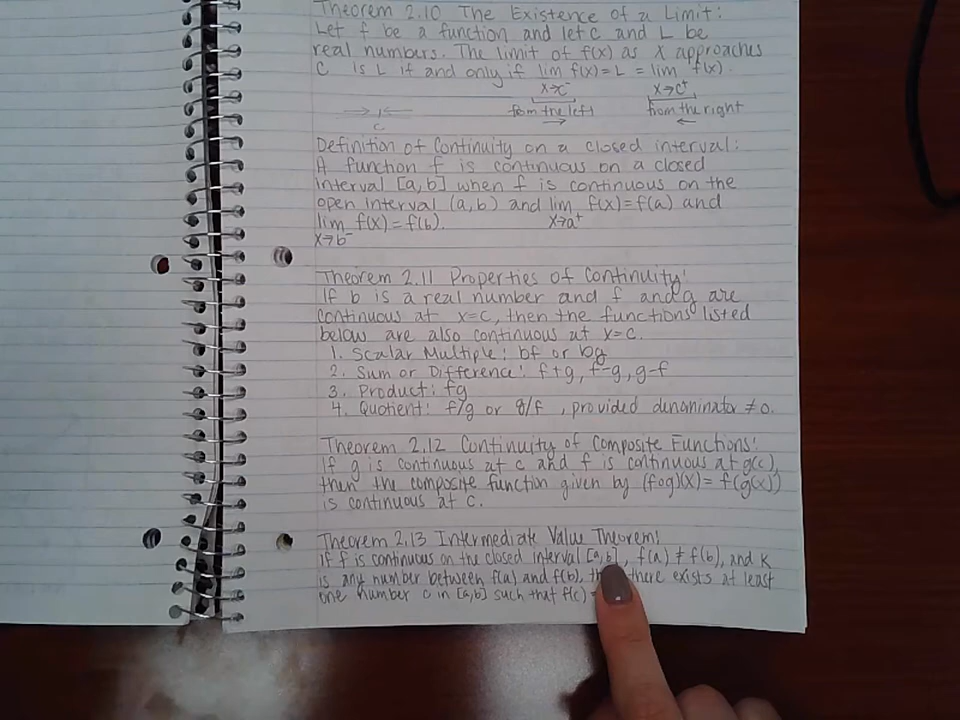 Theorem 2.10 The Existence of a Limit:
Let f be a function and let c and L be
real numbers. The limit of f(x) as x approaches
c is L if and only if lim f(x) = L = lim f(x).
x→c⁻ x→c⁺
from the left from the right
c
Definition of Continuity on a closed interval:
A function f is continuous on a closed
interval [a,b] when f is continuous on the
open interval (a,b) and lim f(x) = f(a) and
x→a⁺
lim f(x) = f(b).
x→b⁻
Theorem 2.11 Properties of Continuity:
If b is a real number and f and g are
continuous at x=c, then the functions listed
below are also continuous at x=c.
1. Scalar Multiple: bf or bg
2. Sum or Difference: f+g, f-g, g-f
3. Product: fg
4. Quotient: f/g or g/f , provided denominator ≠ 0.
Theorem 2.12 Continuity of Composite Functions:
If g is continuous at c and f is continuous at g(c),
then the composite function given by (fog)(x) = f(g(x))
is continuous at c.
Theorem 2.13 Intermediate Value Theorem:
If f is continuous on the closed interval [a,b], f(a) ≠ f(b), and k
is any number between f(a) and f(b), there exists at least
one number c in [a,b] such that f(c)